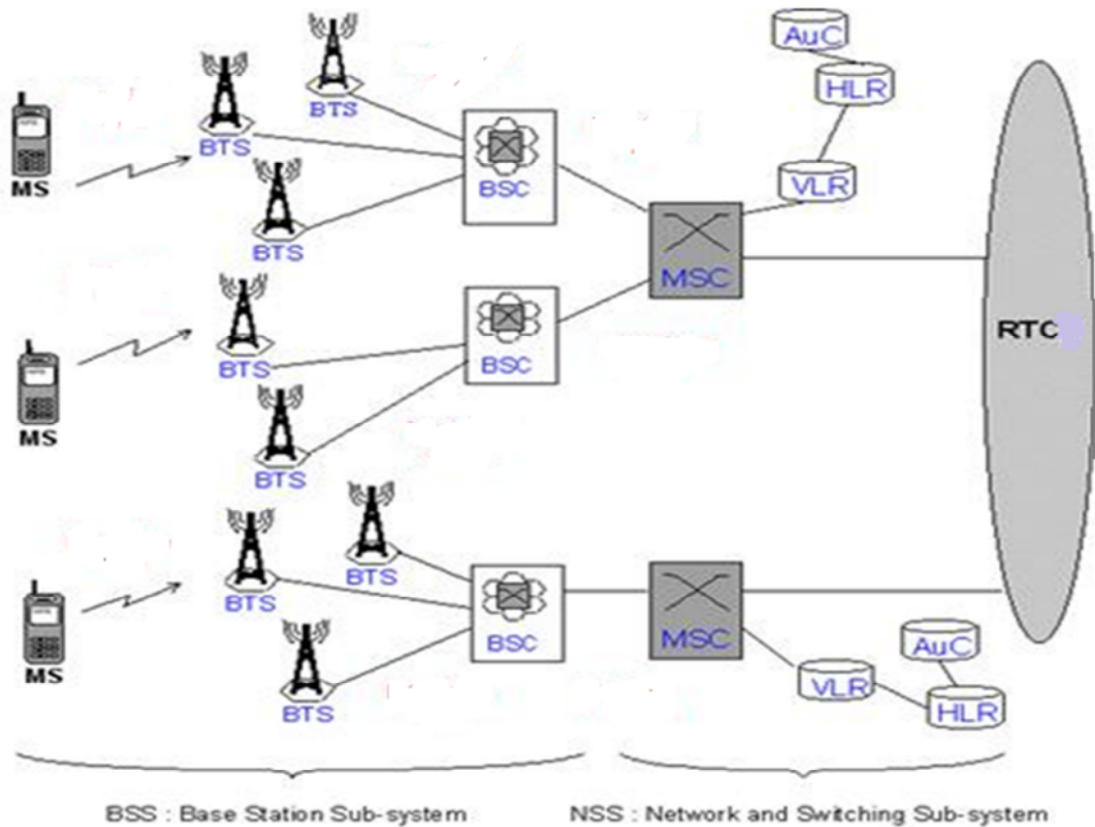 AuC
HLR
BTS
BTS
MS
BSC
VLR
BTS
MSC
BTS
BSC
RTC
MS
BTS
BTS
BTS
MS
BSC
MSC
AuC
VLR
HLR
BTS
BSS : Base Station Sub-system
NSS : Network and Switching Sub-system